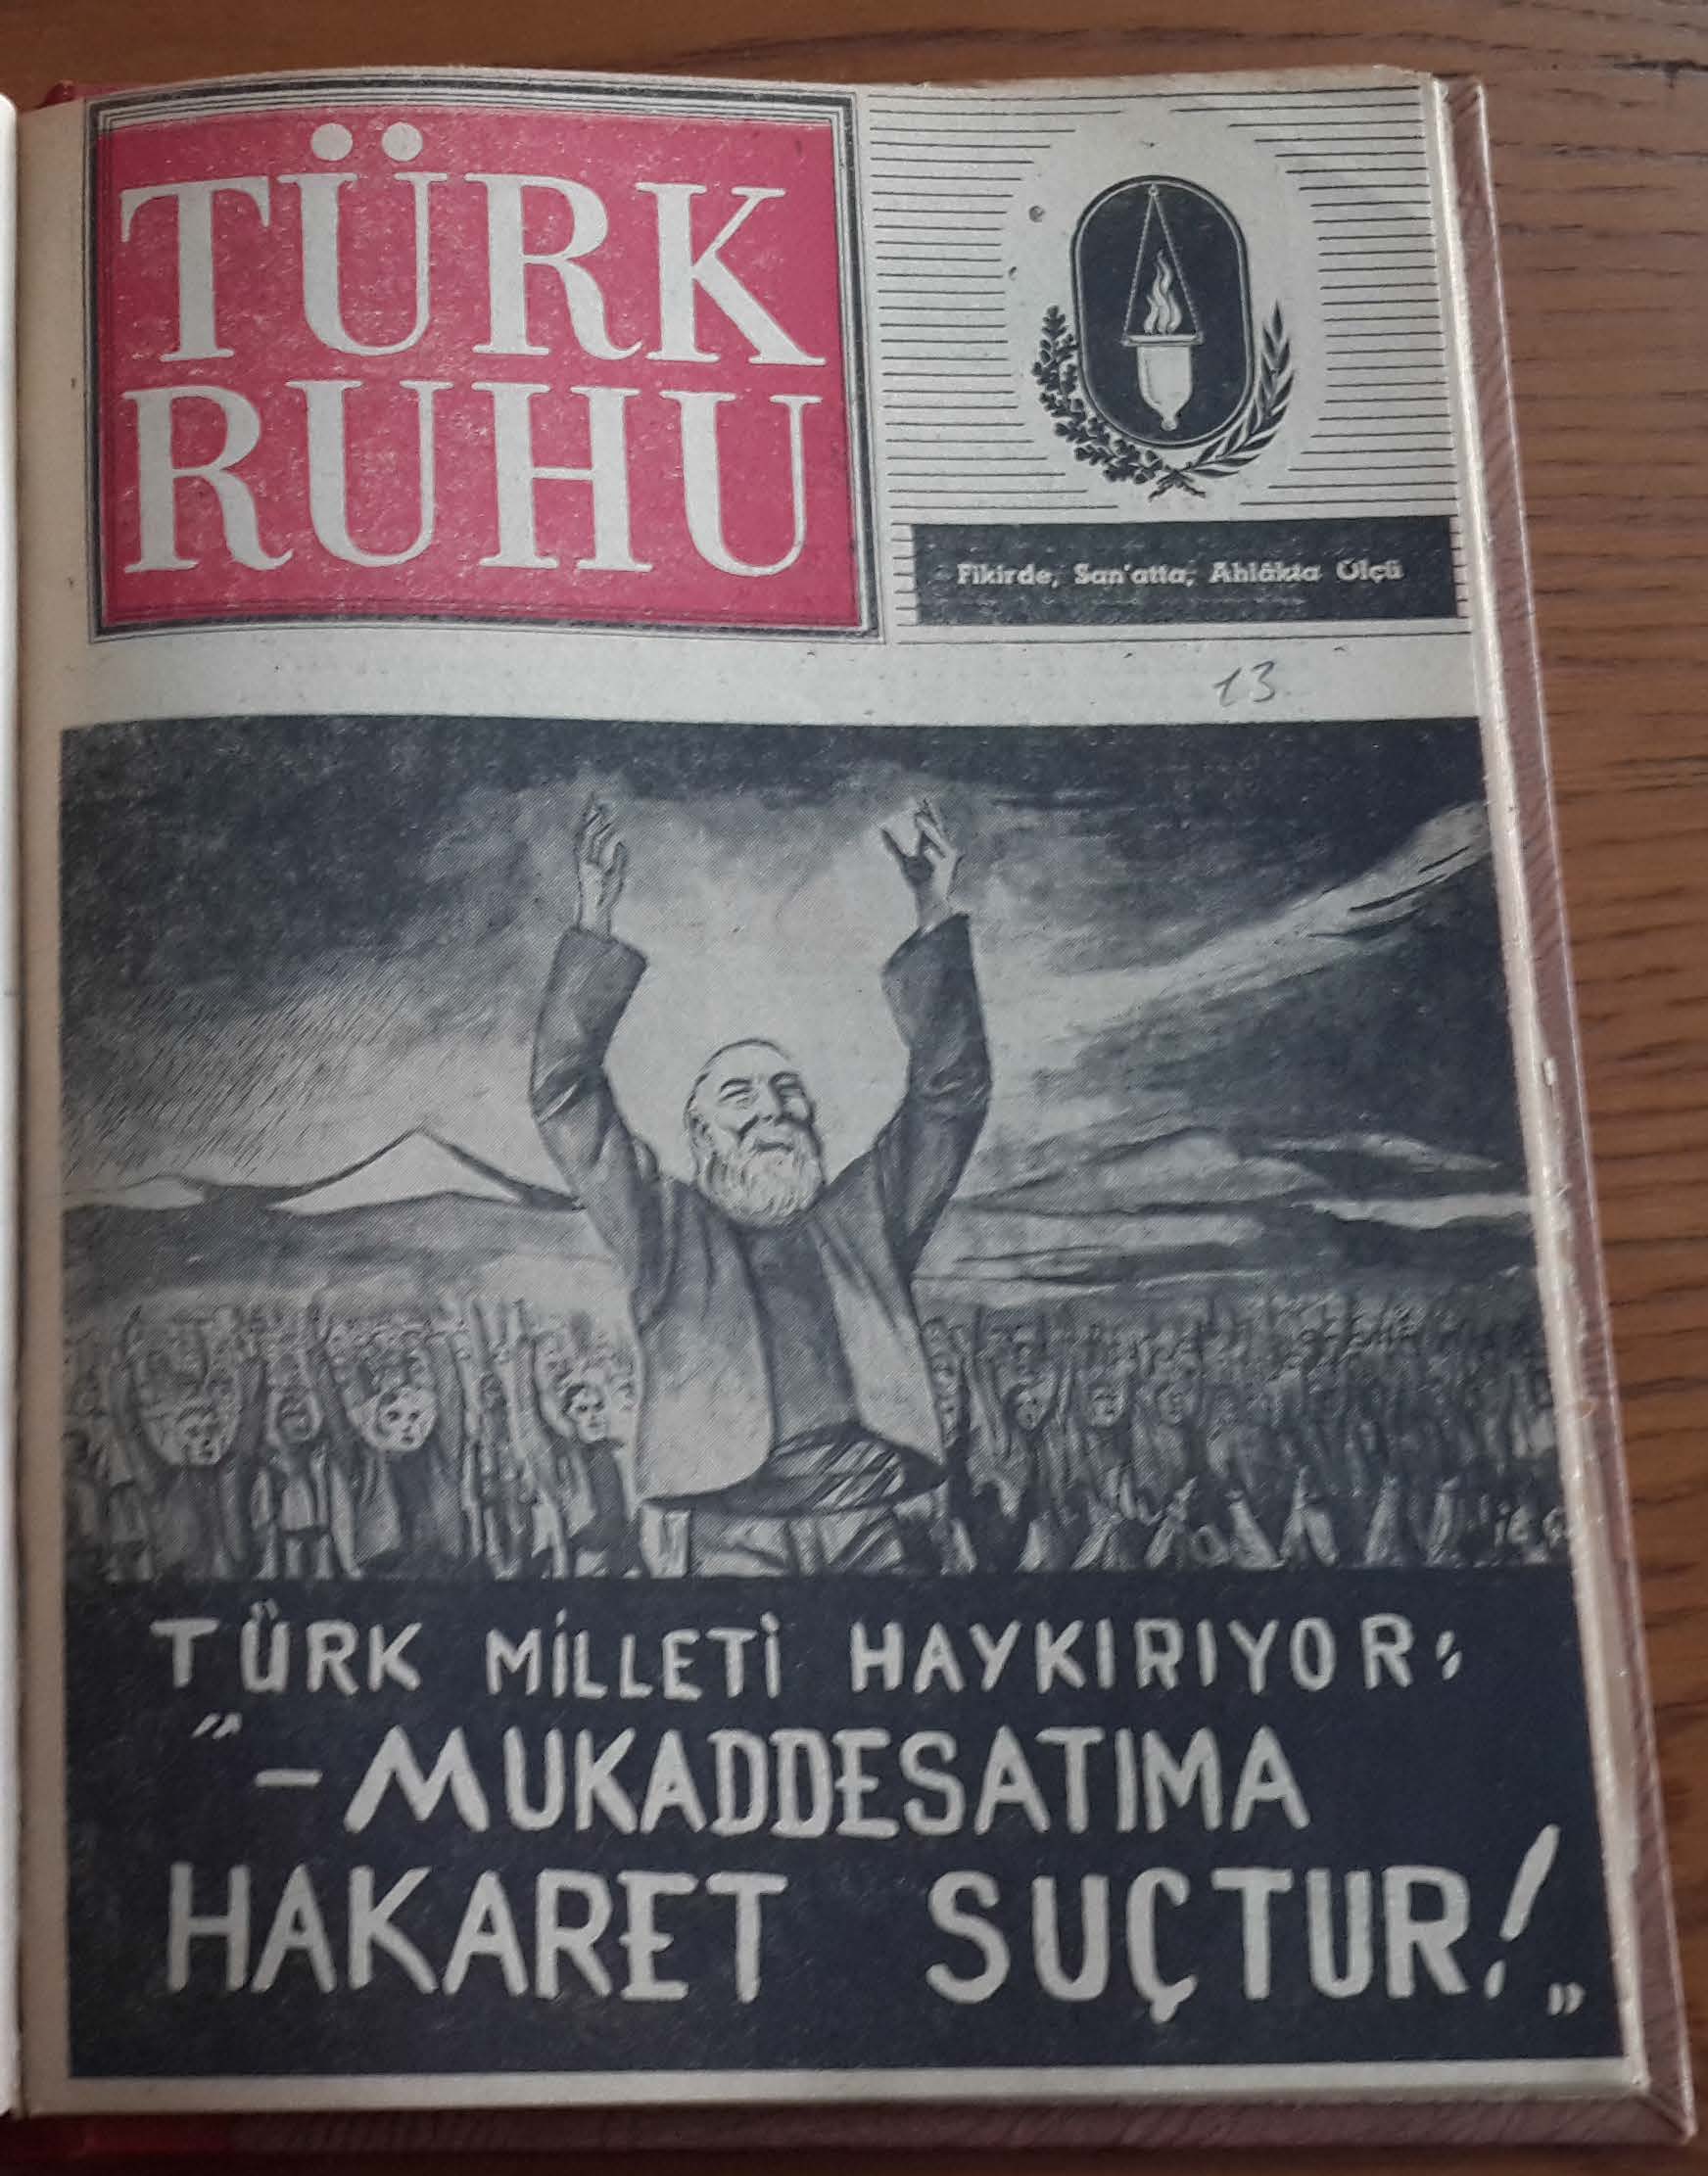 TÜRK
RUHU
Fikirde, San'atta, Ahlâkta Ölçü
13
TÜRK MİLLETİ HAYKIRIYOR:
"-MUKADDESATIMA
HAKARET SUÇTUR!„